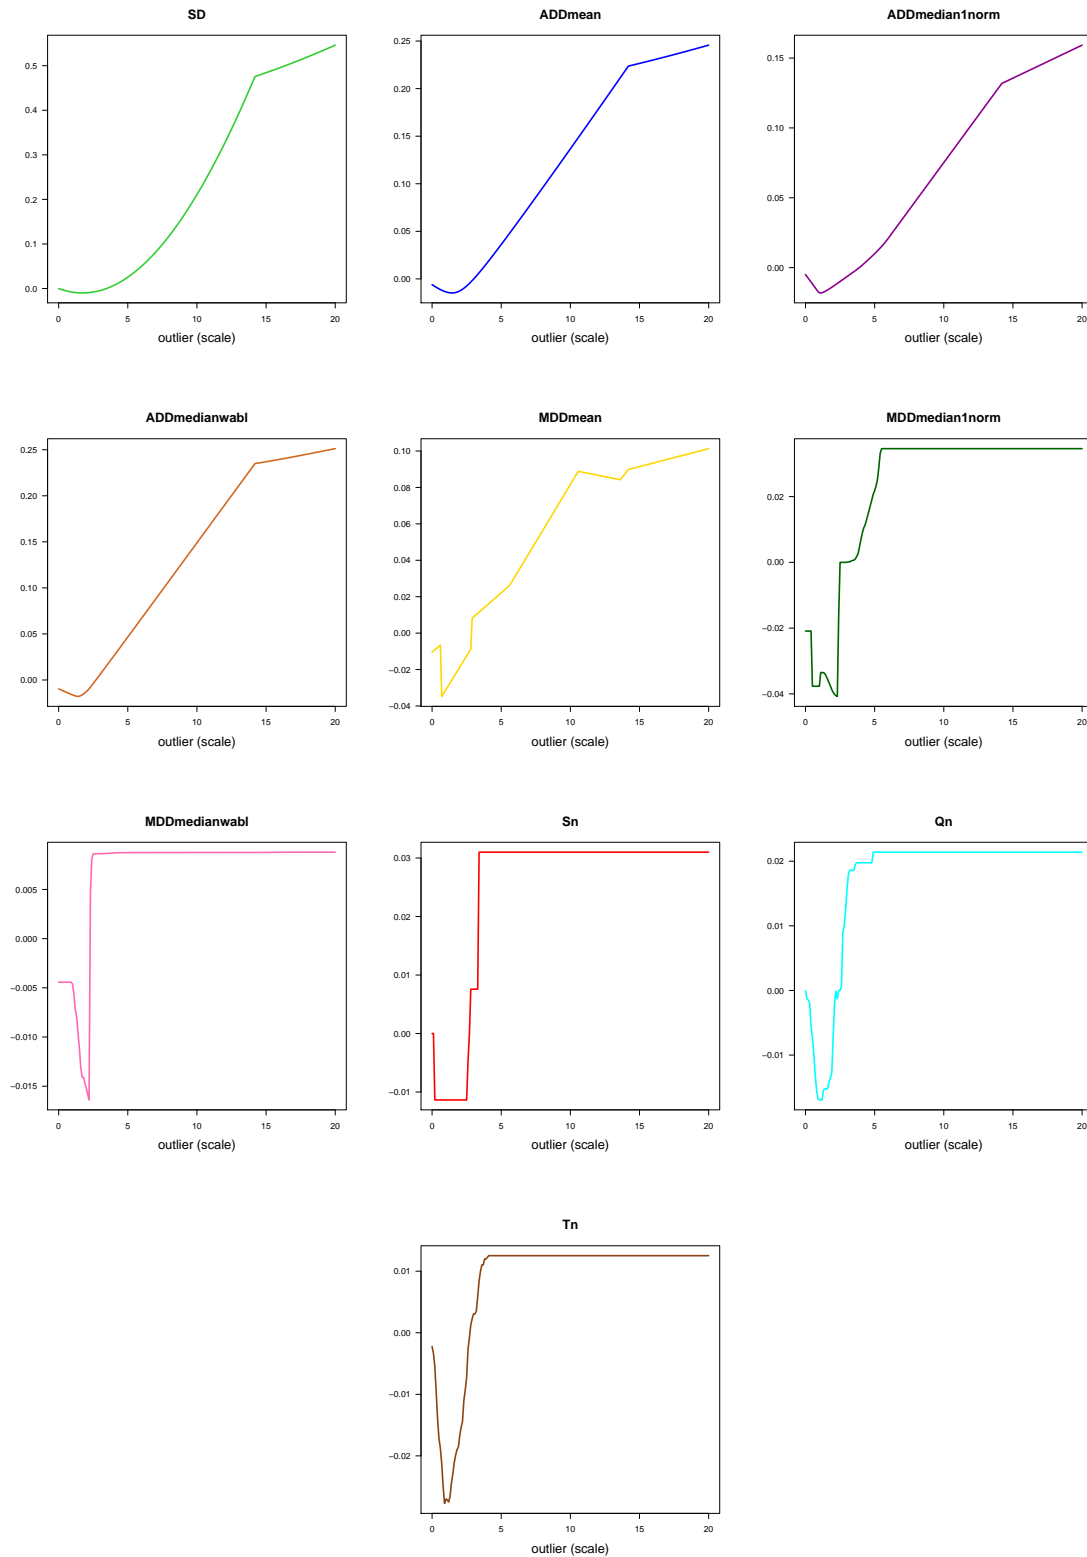 SD
0.5
0.4
0.3
0.2
0.1
0.0
0 5 10 15 20
outlier (scale)
ADDmean
0.25
0.20
0.15
0.10
0.05
0.00
0 5 10 15 20
outlier (scale)
ADDmedian1norm
0.15
0.10
0.05
0.00
0 5 10 15 20
outlier (scale)
ADDmedianwabl
0.25
0.20
0.15
0.10
0.05
0.00
0 5 10 15 20
outlier (scale)
MDDmean
0.10
0.08
0.06
0.04
0.02
0.00
−0.02
−0.04
0 5 10 15 20
outlier (scale)
MDDmedian1norm
0.02
0.00
−0.02
−0.04
0 5 10 15 20
outlier (scale)
MDDmedianwabl
0.005
0.000
−0.005
−0.010
−0.015
0 5 10 15 20
outlier (scale)
Sn
0.03
0.02
0.01
0.00
−0.01
0 5 10 15 20
outlier (scale)
Qn
0.02
0.01
0.00
−0.01
0 5 10 15 20
outlier (scale)
Tn
0.01
0.00
−0.01
−0.02
0 5 10 15 20
outlier (scale)